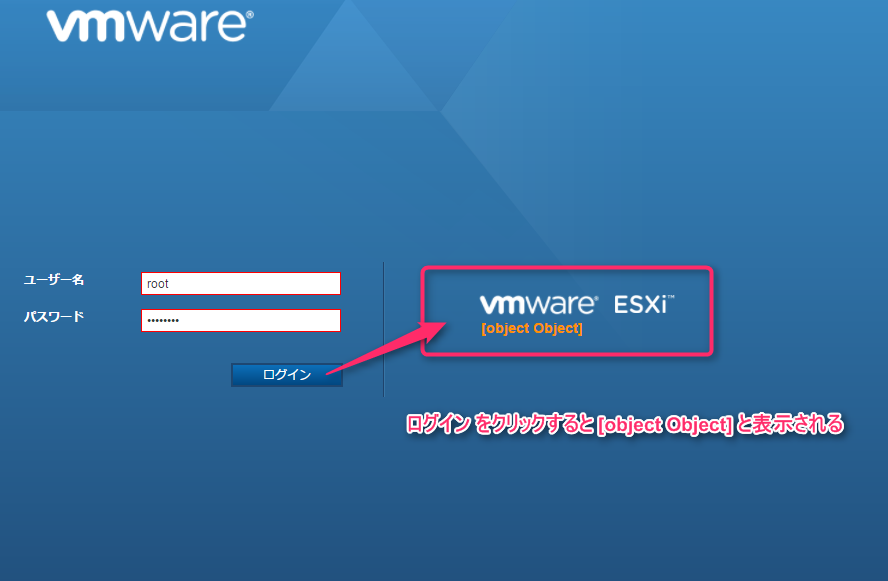 vmware®
ユーザー名
root
パスワード
••••••••
ログイン
vmware® ESXi™
[object Object]
ログイン をクリックすると [object Object] と表示される